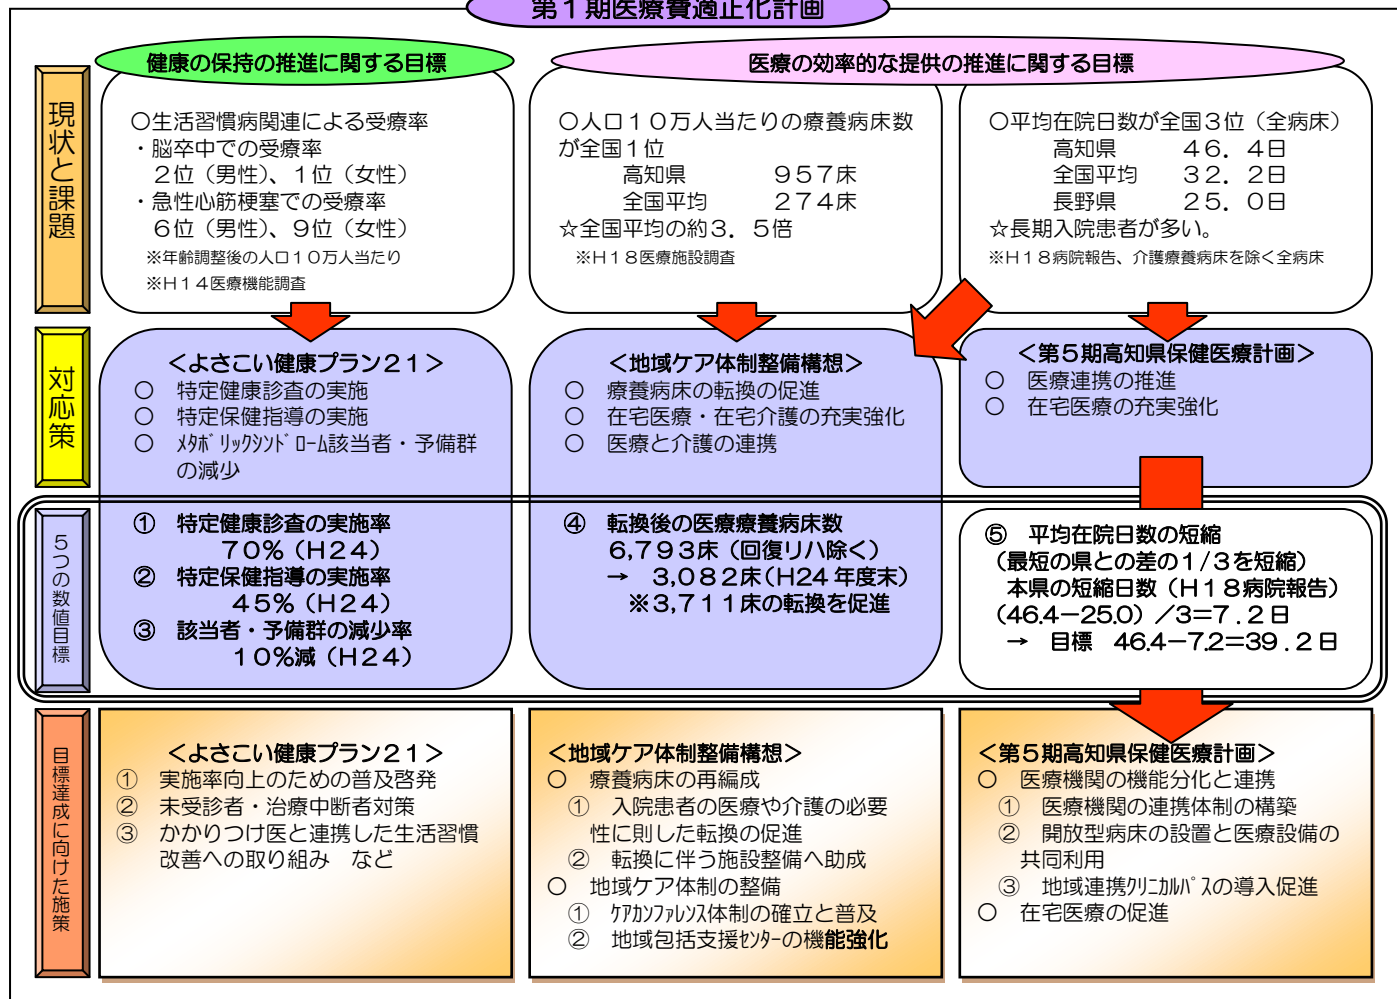 第１期医療費適正化計画
健康の保持の推進に関する目標
医療の効率的な提供の推進に関する目標
現状と課題
○生活習慣病関連による受療率
・脳卒中での受療率
２位（男性）、１位（女性）
・急性心筋梗塞での受療率
６位（男性）、９位（女性）
※年齢調整後の人口１０万人当たり
※Ｈ１４医療機能調査
○人口１０万人当たりの療養病床数
が全国１位
高知県　９５７床
全国平均　２７４床
☆全国平均の約３．５倍
※Ｈ１８医療施設調査
○平均在院日数が全国３位（全病床）
高知県　４６．４日
全国平均　３２．２日
長野県　２５．０日
☆長期入院患者が多い。
※Ｈ１８病院報告、介護療養病床を除く全病床
対応策
＜よさこい健康プラン２１＞
○　特定健康診査の実施
○　特定保健指導の実施
○　ﾒﾀﾎﾞﾘｯｸｼﾝﾄﾞﾛｰﾑ該当者・予備群
の減少
＜地域ケア体制整備構想＞
○　療養病床の転換の促進
○　在宅医療・在宅介護の充実強化
○　医療と介護の連携
＜第５期高知県保健医療計画＞
○　医療連携の推進
○　在宅医療の充実強化
５つの数値目標
①　特定健康診査の実施率
７０％（Ｈ２４）
②　特定保健指導の実施率
４５％（Ｈ２４）
③　該当者・予備群の減少率
１０％減（Ｈ２４）
④　転換後の医療療養病床数
６,７９３床（回復リハ除く）
→　３,０８２床（H24 年度末）
※３,７１１床の転換を促進
⑤　平均在院日数の短縮
（最短の県との差の１/３を短縮）
本県の短縮日数（Ｈ１８病院報告）
（46.4－25.0）／3＝７.２日
→　目標　46.4－7.2＝39.２日
目標達成に向けた施策
＜よさこい健康プラン２１＞
①　実施率向上のための普及啓発
②　未受診者・治療中断者対策
③　かかりつけ医と連携した生活習慣
改善への取り組み　など
＜地域ケア体制整備構想＞
○　療養病床の再編成
①　入院患者の医療や介護の必要
性に則した転換の促進
②　転換に伴う施設整備へ助成
○　地域ケア体制の整備
①　ｹｱｶﾝﾌｧﾚﾝｽ体制の確立と普及
②　地域包括支援ｾﾝﾀｰの機能強化
＜第５期高知県保健医療計画＞
○　医療機関の機能分化と連携
①　医療機関の連携体制の構築
②　開放型病床の設置と医療設備の
共同利用
③　地域連携ｸﾘﾆｶﾙﾊﾟｽの導入促進
○　在宅医療の促進